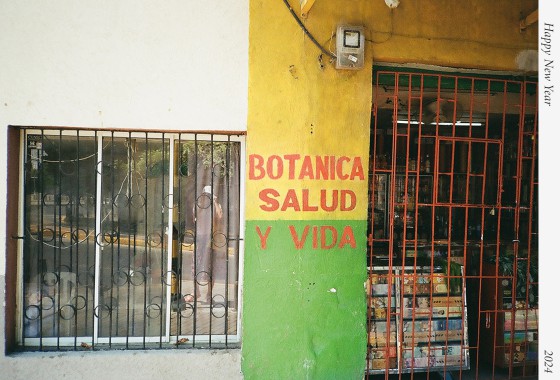 BOTANICA
SALUD
Y VIDA
Happy New Year
2024